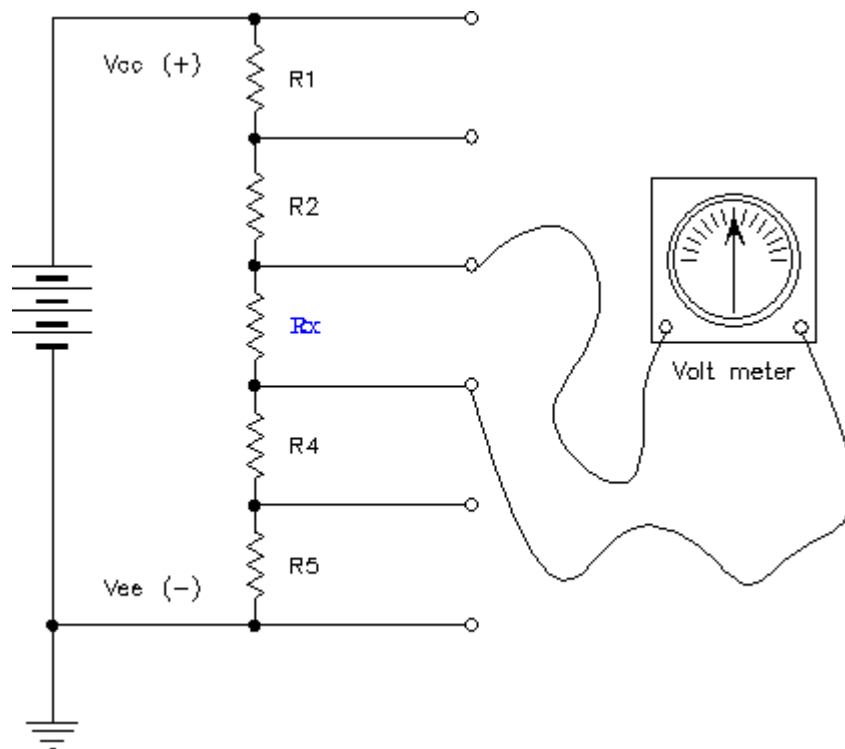 Vcc (+)
R1
R2
Rx
Volt meter
R4
R5
Vee (-)